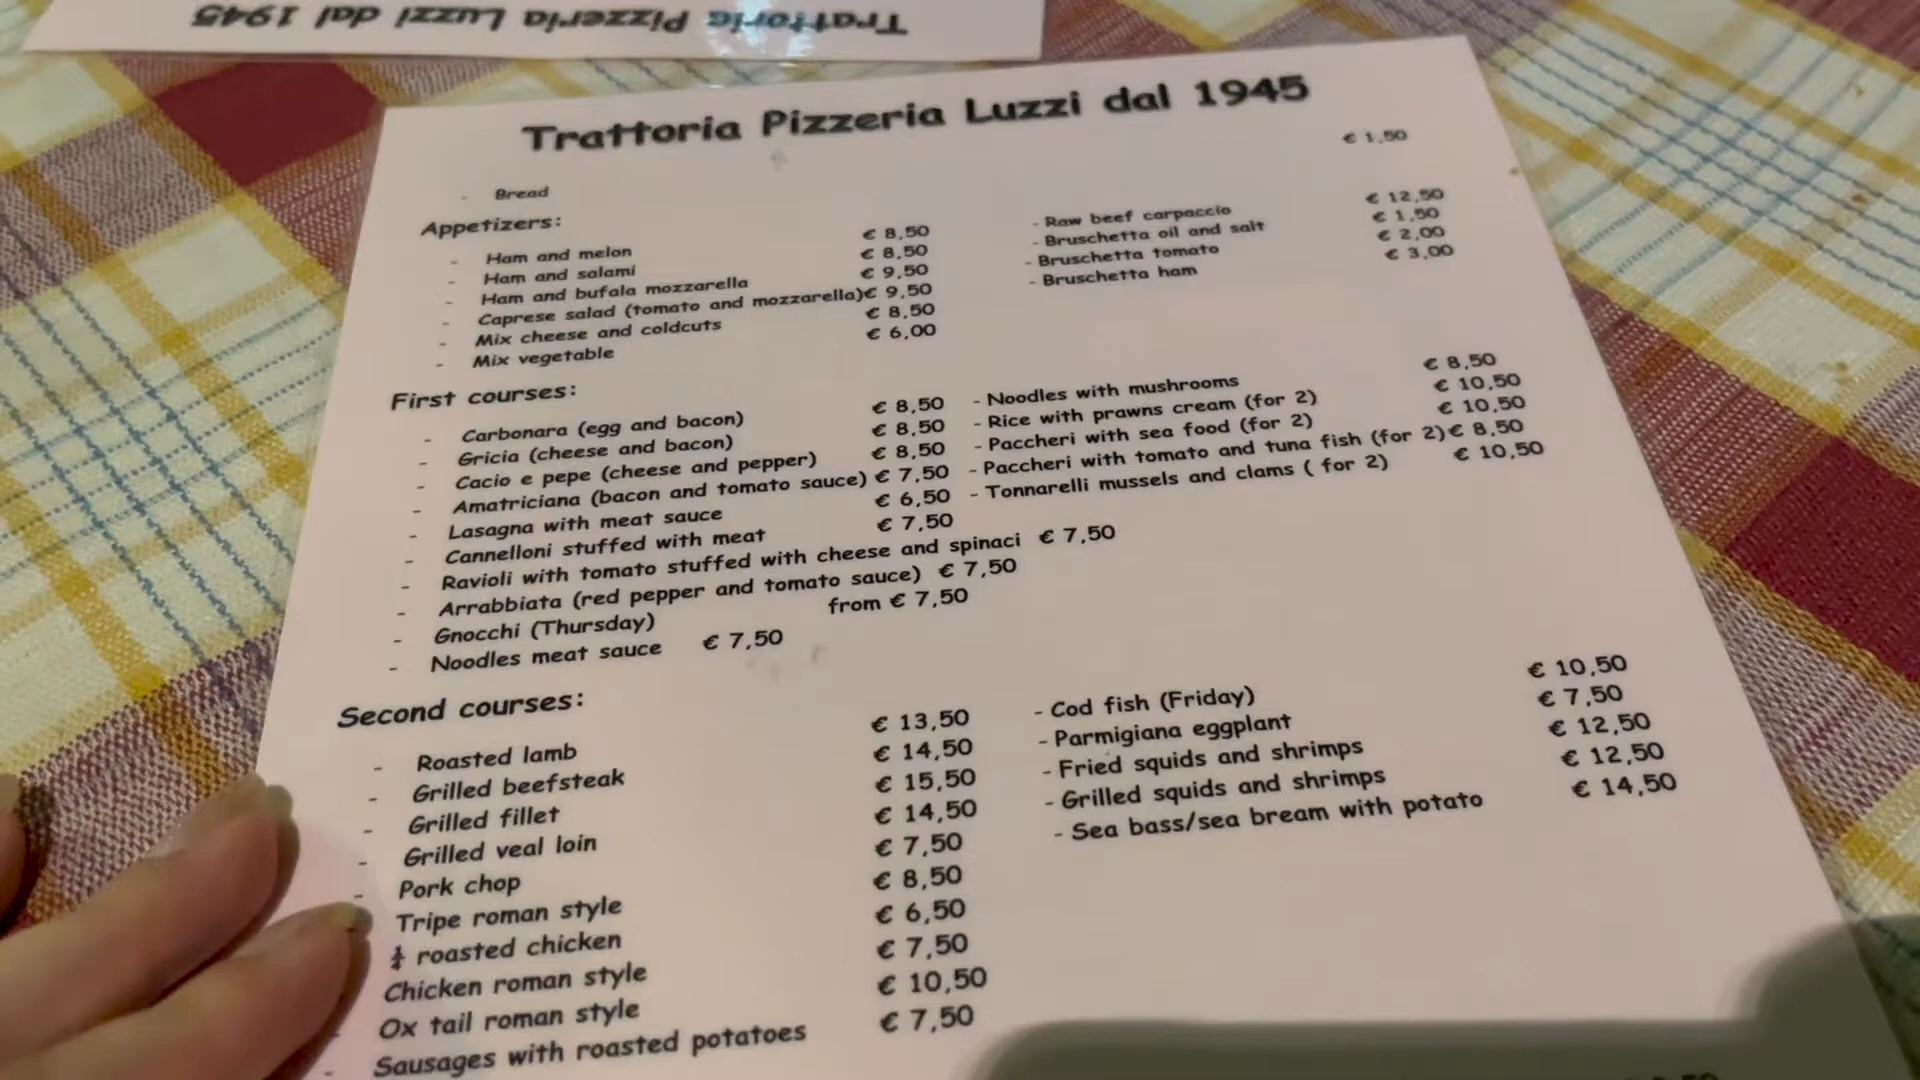 Trattoria Pizzeria Luzzi dal 1945
Trattoria Pizzeria Luzzi dal 1945
- Bread € 1,50
Appetizers:
- Ham and melon € 8,50
- Ham and salami € 8,50
- Ham and bufala mozzarella € 9,50
- Caprese salad (tomato and mozzarella)€ 9,50
- Mix cheese and coldcuts € 8,50
- Mix vegetable € 6,00
- Raw beef carpaccio € 12,50
- Bruschetta oil and salt € 1,50
- Bruschetta tomato € 2,00
- Bruschetta ham € 3,00
First courses:
- Carbonara (egg and bacon) € 8,50
- Gricia (cheese and bacon) € 8,50
- Cacio e pepe (cheese and pepper) € 8,50
- Amatriciana (bacon and tomato sauce) € 7,50
- Lasagna with meat sauce € 6,50
- Cannelloni stuffed with meat € 7,50
- Ravioli with tomato stuffed with cheese and spinaci € 7,50
- Arrabbiata (red pepper and tomato sauce) € 7,50
- Gnocchi (Thursday) from € 7,50
- Noodles meat sauce € 7,50
- Noodles with mushrooms € 8,50
- Rice with prawns cream (for 2) € 10,50
- Paccheri with sea food (for 2) € 10,50
- Paccheri with tomato and tuna fish (for 2)€ 8,50
- Tonnarelli mussels and clams ( for 2) € 10,50
Second courses:
- Roasted lamb € 13,50
- Grilled beefsteak € 14,50
- Grilled fillet € 15,50
- Grilled veal loin € 14,50
- Pork chop € 7,50
Tripe roman style € 8,50
¼ roasted chicken € 6,50
Chicken roman style € 7,50
Ox tail roman style € 10,50
- Sausages with roasted potatoes € 7,50
- Cod fish (Friday) € 10,50
- Parmigiana eggplant € 7,50
- Fried squids and shrimps € 12,50
- Grilled squids and shrimps € 12,50
- Sea bass/sea bream with potato € 14,50